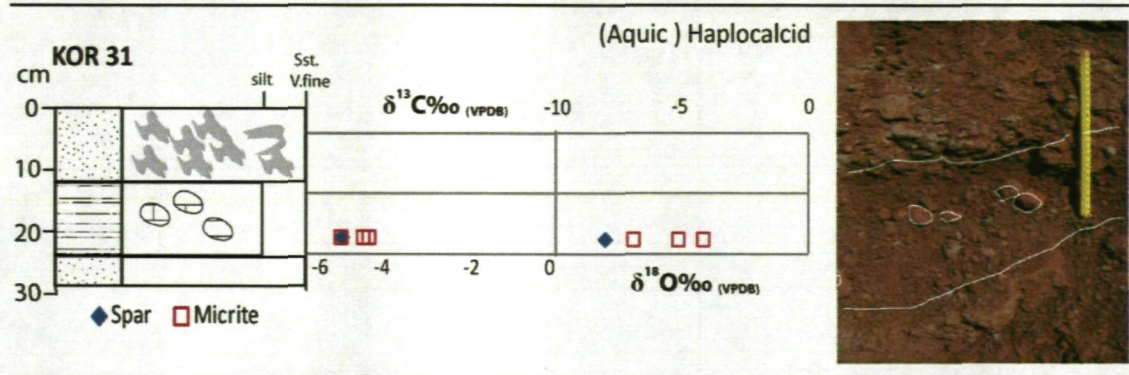 (Aquic ) Haplocalcid
KOR 31
cm
silt
Sst.
V.fine
0
10
20
30
δ¹³C‰ (VPDB)
-10 -5 0
-6 -4 -2 0
δ¹⁸O‰ (VPDB)
Spar Micrite